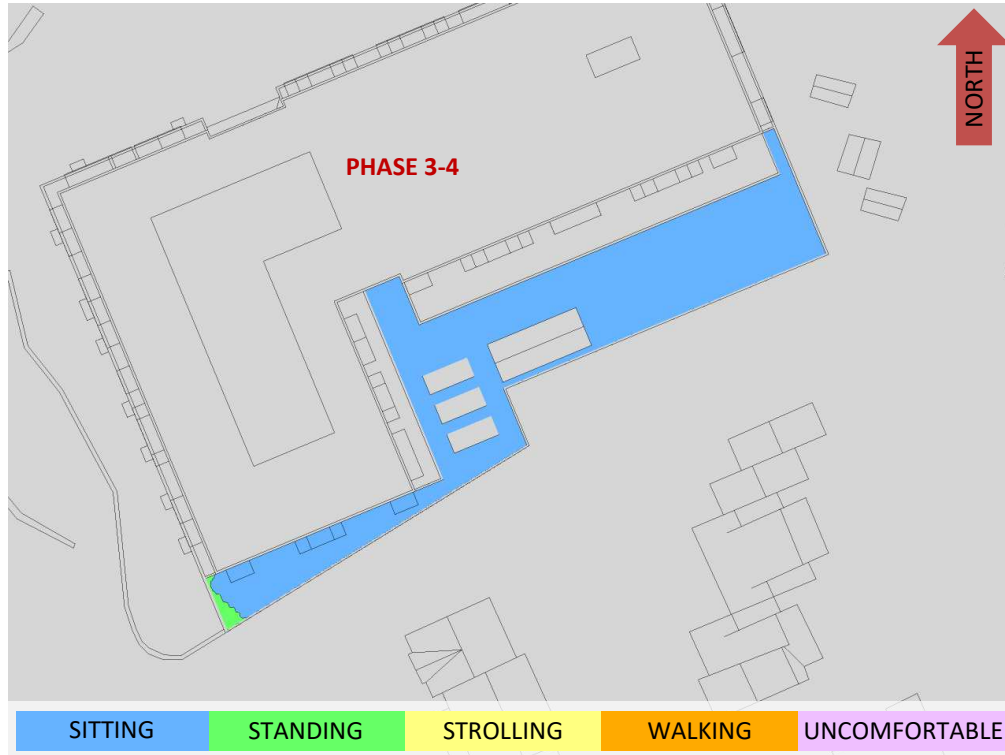 NORTH
PHASE 3-4
SITTING
STANDING
STROLLING
WALKING
UNCOMFORTABLE